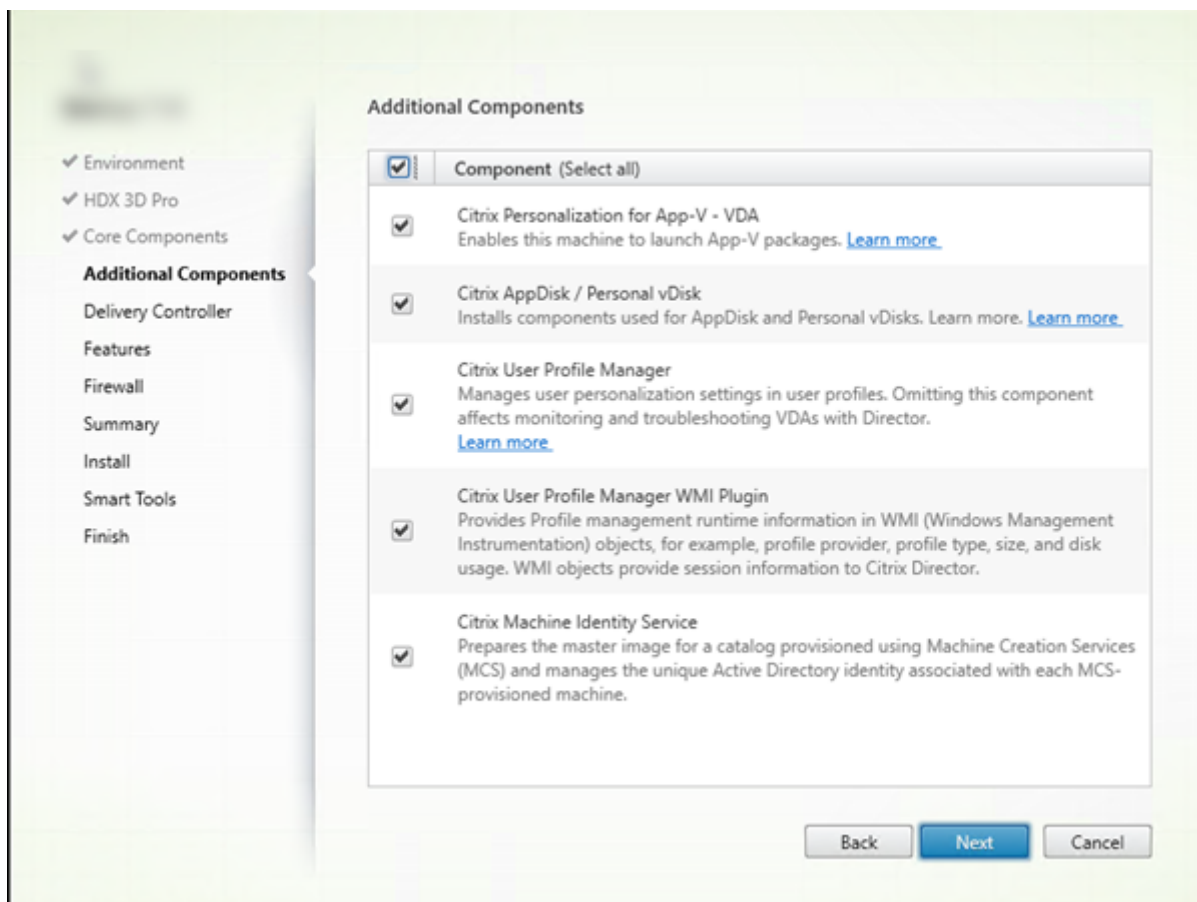 Additional Components
Environment
HDX 3D Pro
Core Components
Additional Components
Delivery Controller
Features
Firewall
Summary
Install
Smart Tools
Finish
Component (Select all)
Citrix Personalization for App-V - VDA
Enables this machine to launch App-V packages. Learn more
Citrix AppDisk / Personal vDisk
Installs components used for AppDisk and Personal vDisks. Learn more. Learn more
Citrix User Profile Manager
Manages user personalization settings in user profiles. Omitting this component
affects monitoring and troubleshooting VDAs with Director.
Learn more
Citrix User Profile Manager WMI Plugin
Provides Profile management runtime information in WMI (Windows Management
Instrumentation) objects, for example, profile provider, profile type, size, and disk
usage. WMI objects provide session information to Citrix Director.
Citrix Machine Identity Service
Prepares the master image for a catalog provisioned using Machine Creation Services
(MCS) and manages the unique Active Directory identity associated with each MCS-
provisioned machine.
Back
Next
Cancel